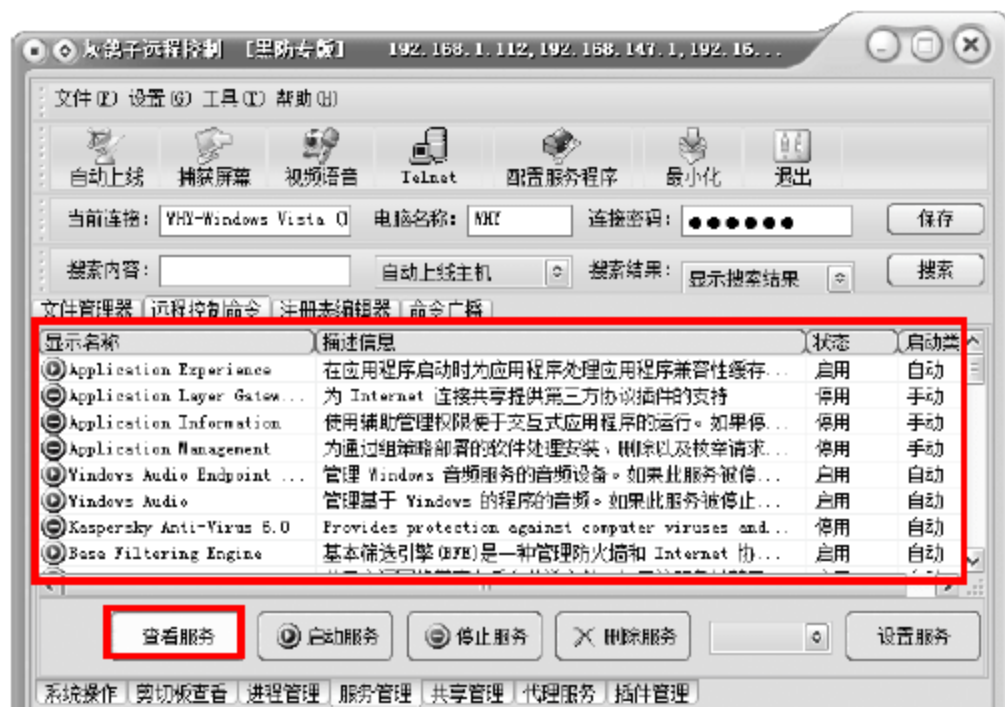 灰鸽子远程控制 [黑防专版] 192.168.1.112,192.168.147.1,192.16...
文件(F) 设置(G) 工具(T) 帮助(H)
自动上线 捕获屏幕 视频语音 Telnet 配置服务程序 最小化 退出
当前连接: WHY-Windows Vista 电脑名称: WHY 连接密码: ●●●●●● 保存
搜索内容: 自动上线主机 搜索结果: 显示搜索结果 搜索
文件管理器 远程控制命令 注册表编辑器 命令广播
显示名称 描述信息 状态 启动类
Application Experience 在应用程序启动时为应用程序处理应用程序兼容性缓存... 启用 自动
Application Layer Gatew... 为 Internet 连接共享提供第三方协议插件的支持 停用 手动
Application Information 使用辅助管理权限便于交互式应用程序的运行。如果停... 停用 手动
Application Management 为通过组策略部署的软件处理安装、删除以及枚举请求... 停用 手动
Windows Audio Endpoint ... 管理 Windows 音频服务的音频设备。如果此服务被停... 启用 自动
Windows Audio 管理基于 Windows 的程序的音频。如果此服务被停止... 启用 自动
Kaspersky Anti-Virus 6.0 Provides protection against computer viruses and... 停用 自动
Base Filtering Engine 基本筛选引擎(BFE)是一种管理防火墙和 Internet 协... 启用 自动
查看服务 启动服务 停止服务 删除服务 设置服务
系统操作 剪切板查看 进程管理 服务管理 共享管理 代理服务 插件管理